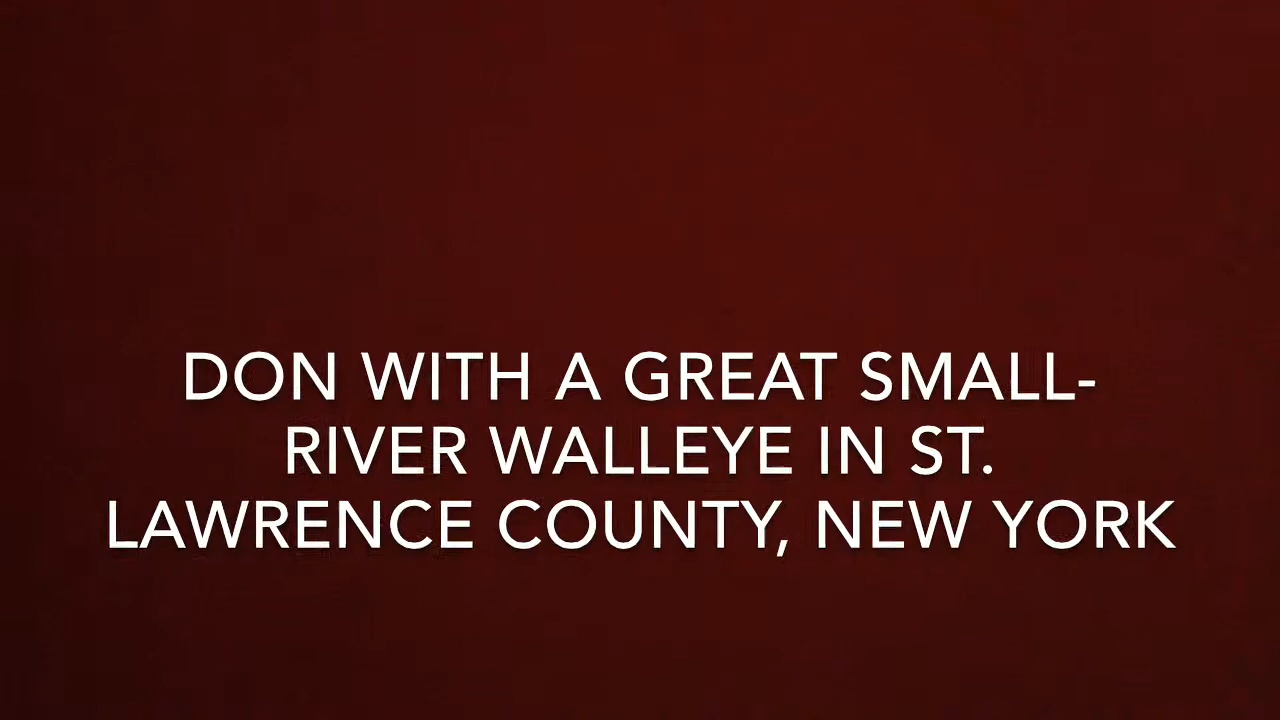 DON WITH A GREAT SMALL-
RIVER WALLEYE IN ST.
LAWRENCE COUNTY, NEW YORK